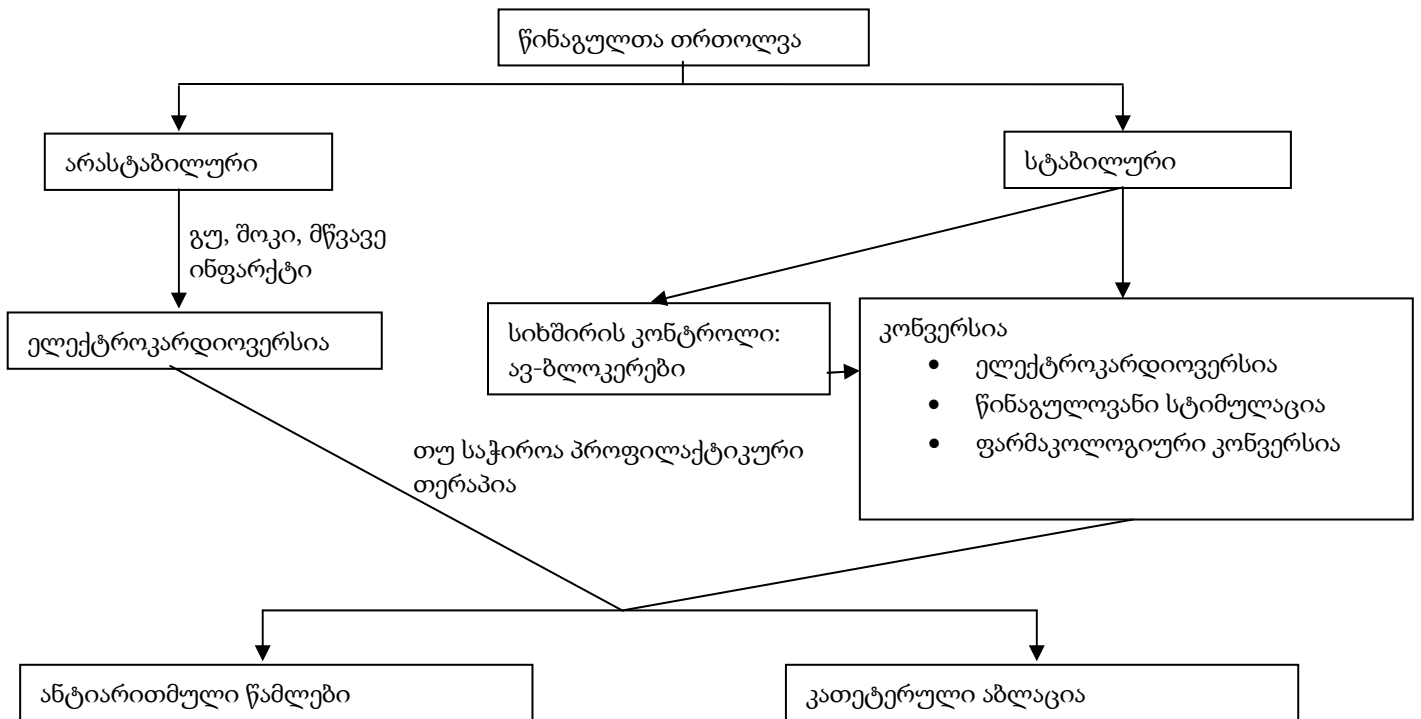 წინაგულთა თრთოლვა
არასტაბილური
სტაბილური
გუ, შოკი, მწვავე
ინფარქტი
ელექტროკარდიოვერსია
სიხშირის კონტროლი:
ავ-ბლოკერები
კონვერსია
• ელექტროკარდიოვერსია
• წინაგულოვანი სტიმულაცია
• ფარმაკოლოგიური კონვერსია
თუ საჭიროა პროფილაქტიკური
თერაპია
ანტიარითმული წამლები
კათეტერული აბლაცია